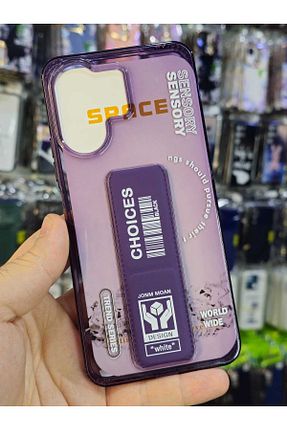 SPACE
SENSORY
SENSORY
CHOICES
BLACK
ngs should pursue their
JONM MOAN
DESIGN
"white"
TREND SERIES
WORLD
WIDE